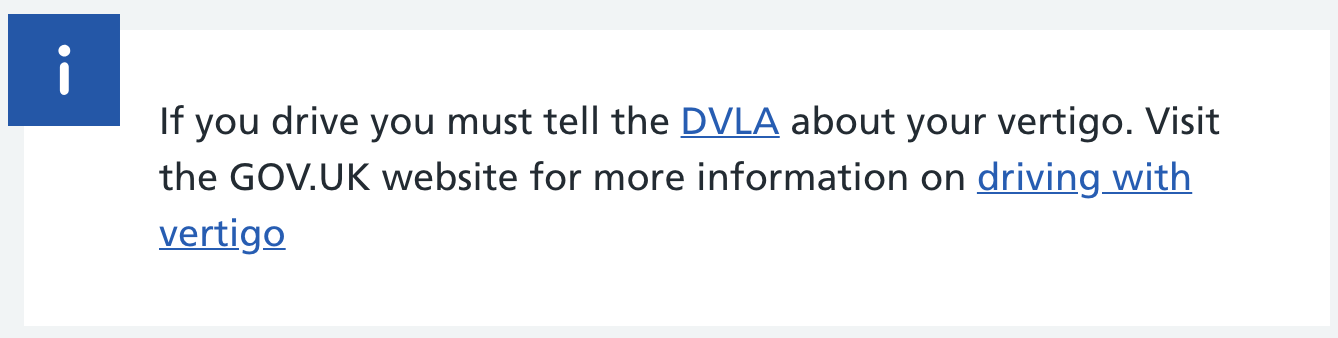 i
If you drive you must tell the DVLA about your vertigo. Visit
the GOV.UK website for more information on driving with
vertigo